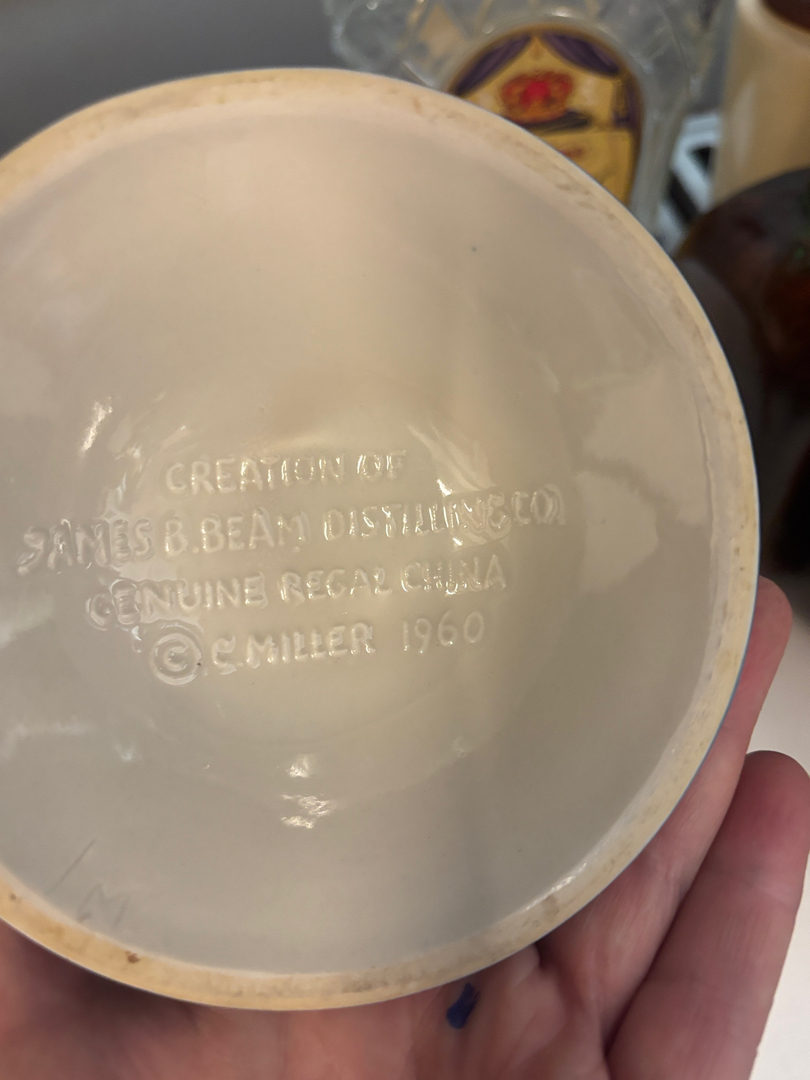 CREATION OF
JAMES B.BEAM DISTILLING CO.
GENUINE REGAL CHINA
© C.MILLER 1960
M